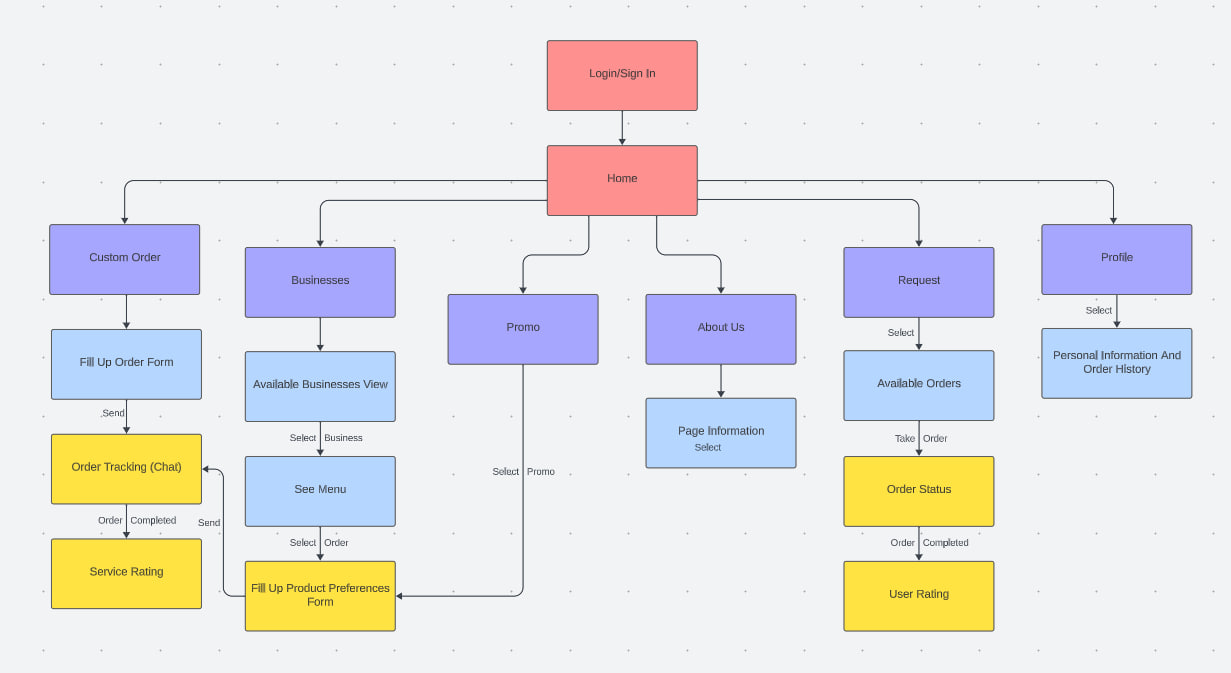 Login/Sign In
Home
Custom Order
Businesses
Promo
About Us
Request
Profile
Select
Personal Information And
Order History
Fill Up Order Form
Send
Order Tracking (Chat)
Order Completed
Service Rating
Available Businesses View
Select Business
See Menu
Select Order
Fill Up Product Preferences
Form
Send
Select Promo
Page Information
Select
Select
Available Orders
Take Order
Order Status
Order Completed
User Rating